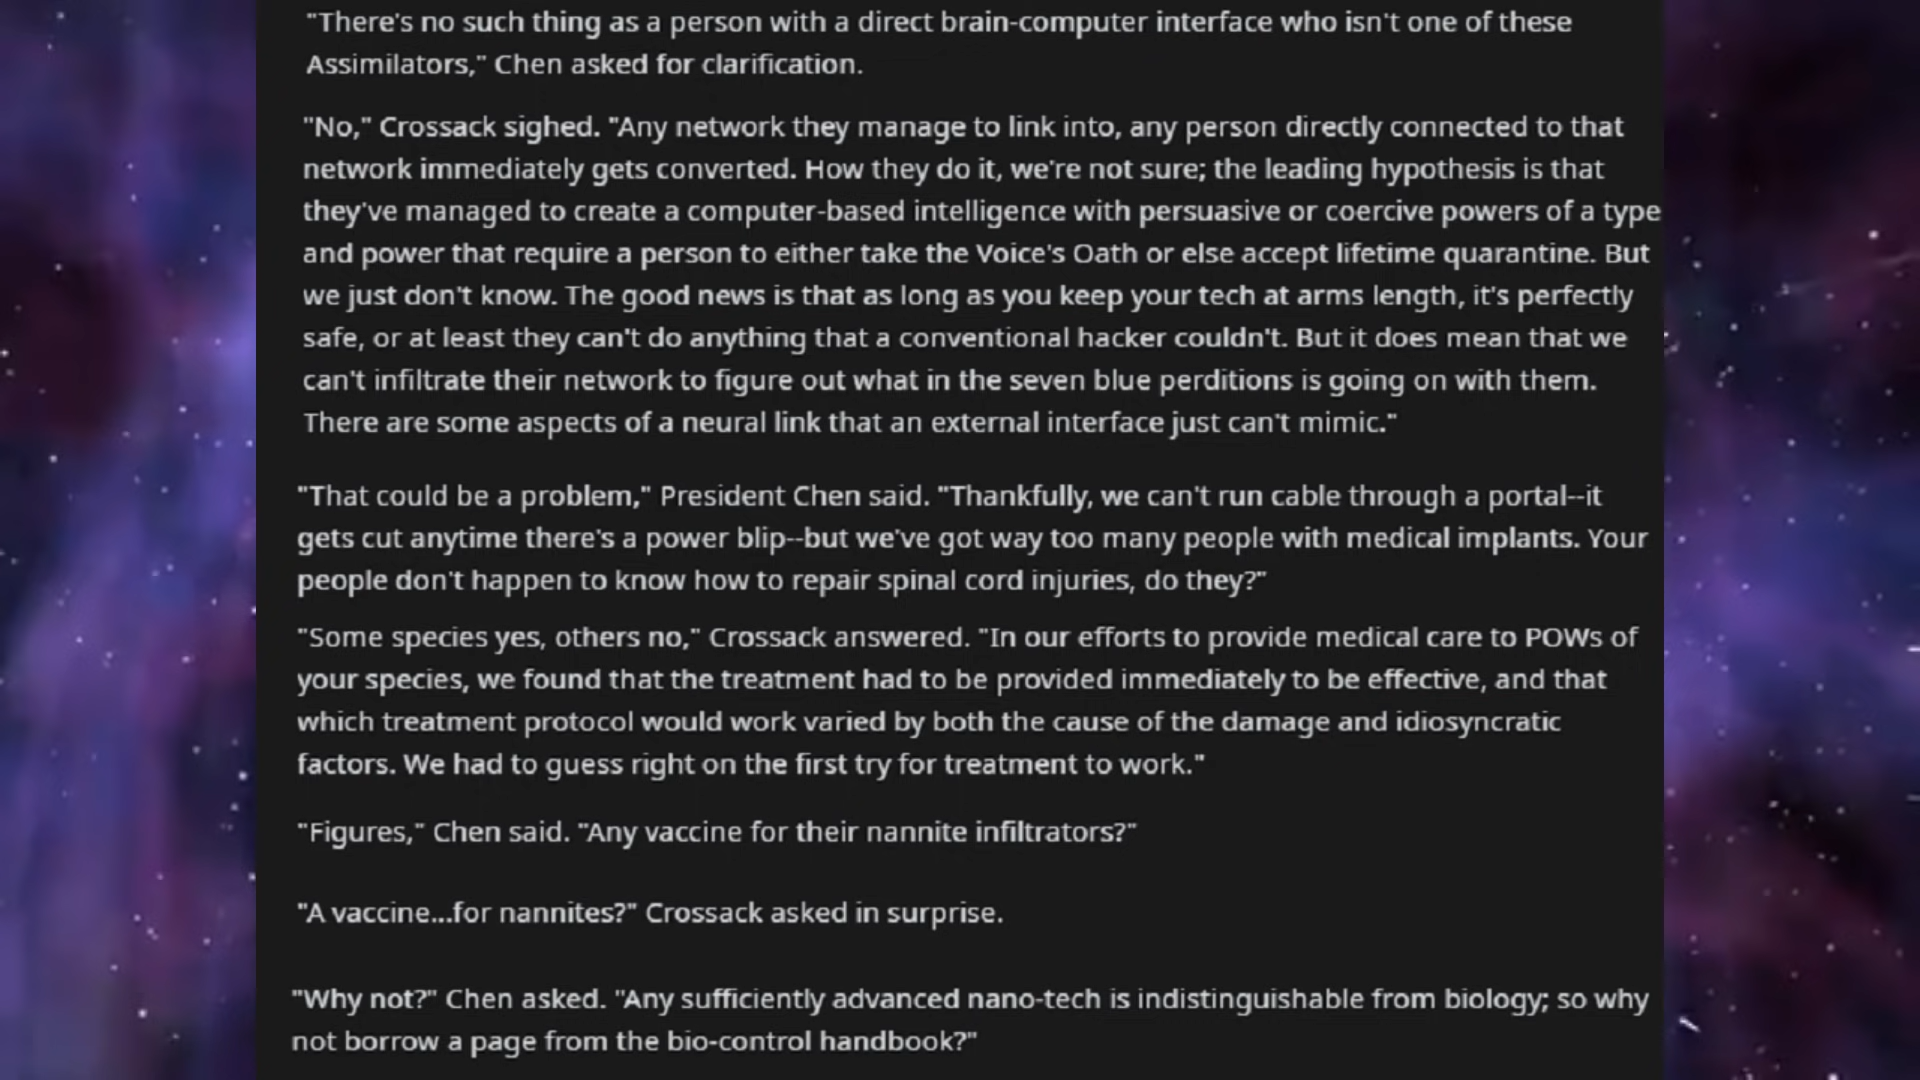 "There's no such thing as a person with a direct brain-computer interface who isn't one of these
Assimilators," Chen asked for clarification.
"No," Crossack sighed. "Any network they manage to link into, any person directly connected to that
network immediately gets converted. How they do it, we're not sure; the leading hypothesis is that
they've managed to create a computer-based intelligence with persuasive or coercive powers of a type
and power that require a person to either take the Voice's Oath or else accept lifetime quarantine. But
we just don't know. The good news is that as long as you keep your tech at arms length, it's perfectly
safe, or at least they can't do anything that a conventional hacker couldn't. But it does mean that we
can't infiltrate their network to figure out what in the seven blue perditions is going on with them.
There are some aspects of a neural link that an external interface just can't mimic."
"That could be a problem," President Chen said. "Thankfully, we can't run cable through a portal--it
gets cut anytime there's a power blip--but we've got way too many people with medical implants. Your
people don't happen to know how to repair spinal cord injuries, do they?"
"Some species yes, others no," Crossack answered. "In our efforts to provide medical care to POWs of
your species, we found that the treatment had to be provided immediately to be effective, and that
which treatment protocol would work varied by both the cause of the damage and idiosyncratic
factors. We had to guess right on the first try for treatment to work."
"Figures," Chen said. "Any vaccine for their nannite infiltrators?"
"A vaccine...for nannites?" Crossack asked in surprise.
"Why not?" Chen asked. "Any sufficiently advanced nano-tech is indistinguishable from biology; so why
not borrow a page from the bio-control handbook?"